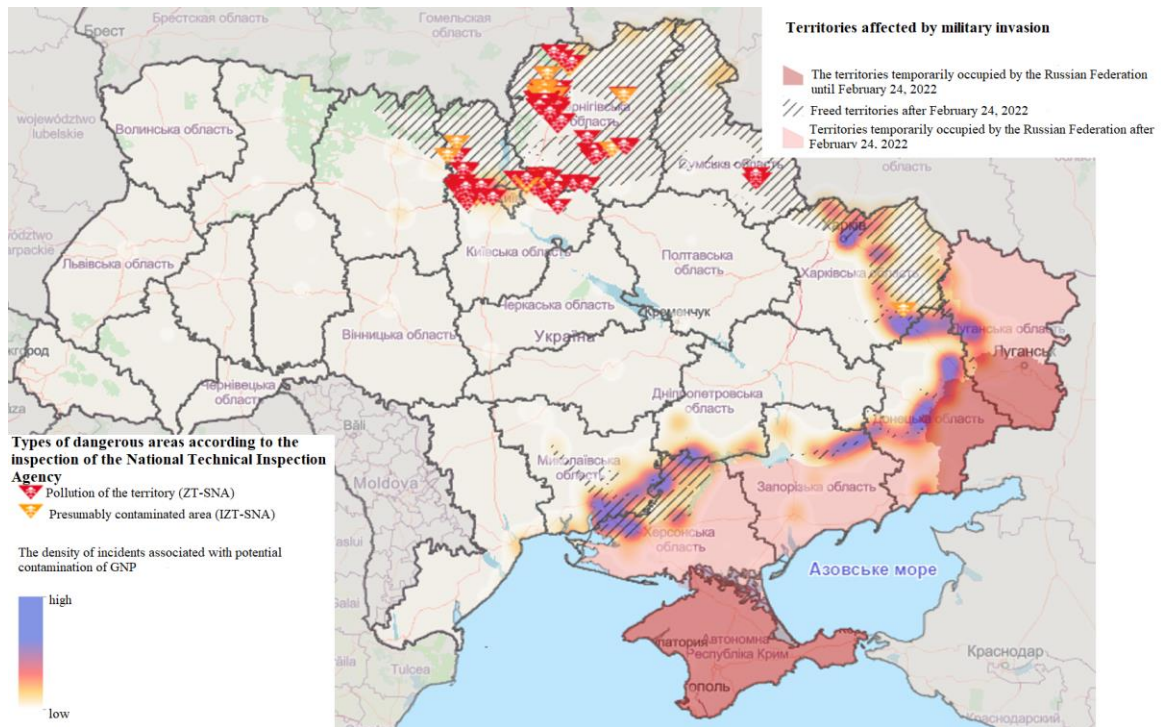 Брест
Брестская область
Гомельская
область
Territories affected by military invasion
The territories temporarily occupied by the Russian Federation
until February 24, 2022
Freed territories after February 24, 2022
Territories temporarily occupied by the Russian Federation after
February 24, 2022
województwo
lubelskie
Волинська область
область
Сумська область
Харків
Львівська область
Київська область
Полтавська
область
Харківська область
Черкаська область
Кременчук
Вінницька область
Україна
Луганська область
Луганськ
Чернівецька
область
Дніпропетровська
область
Донецька область
Bălți
Moldova
Миколаївська
область
Запорізька область
Херсонська
область
Азовське море
Автономна
Республіка Крим
Краснодар
Краснодарский
Galai
Tulcea
Types of dangerous areas according to the
inspection of the National Technical Inspection
Agency
Pollution of the territory (ZT-SNA)
Presumably contaminated area (IZT-SNA)
The density of incidents associated with potential
contamination of GNP
high
low